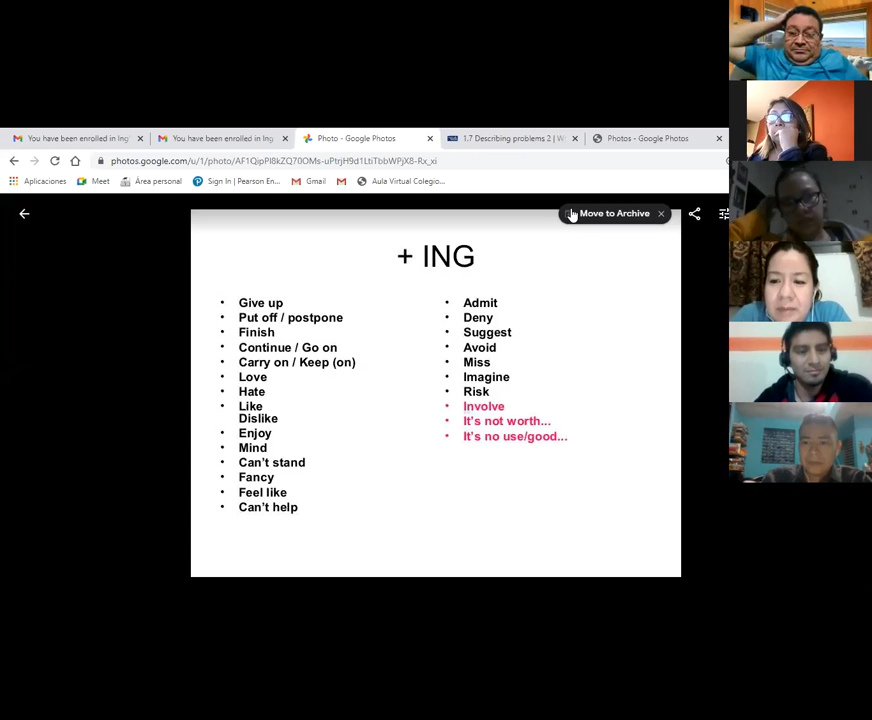 You have been enrolled in Ing
You have been enrolled in Ing
Photo - Google Photos
1.7 Describing problems 2 | W
Photos - Google Photos
photos.google.com/u/1/photo/AF1QipPl8kZQ70OMs-uPtrjH9d1LtiTbbWPjX8-Rx_xi
Aplicaciones
Meet
Área personal
Sign In | Pearson En...
Gmail
Aula Virtual Colegio...
Move to Archive
+ ING
• Give up
• Put off / postpone
• Finish
• Continue / Go on
• Carry on / Keep (on)
• Love
• Hate
• Like
Dislike
• Enjoy
• Mind
• Can't stand
• Fancy
• Feel like
• Can't help
• Admit
• Deny
• Suggest
• Avoid
• Miss
• Imagine
• Risk
• Involve
• It's not worth...
• It's no use/good...